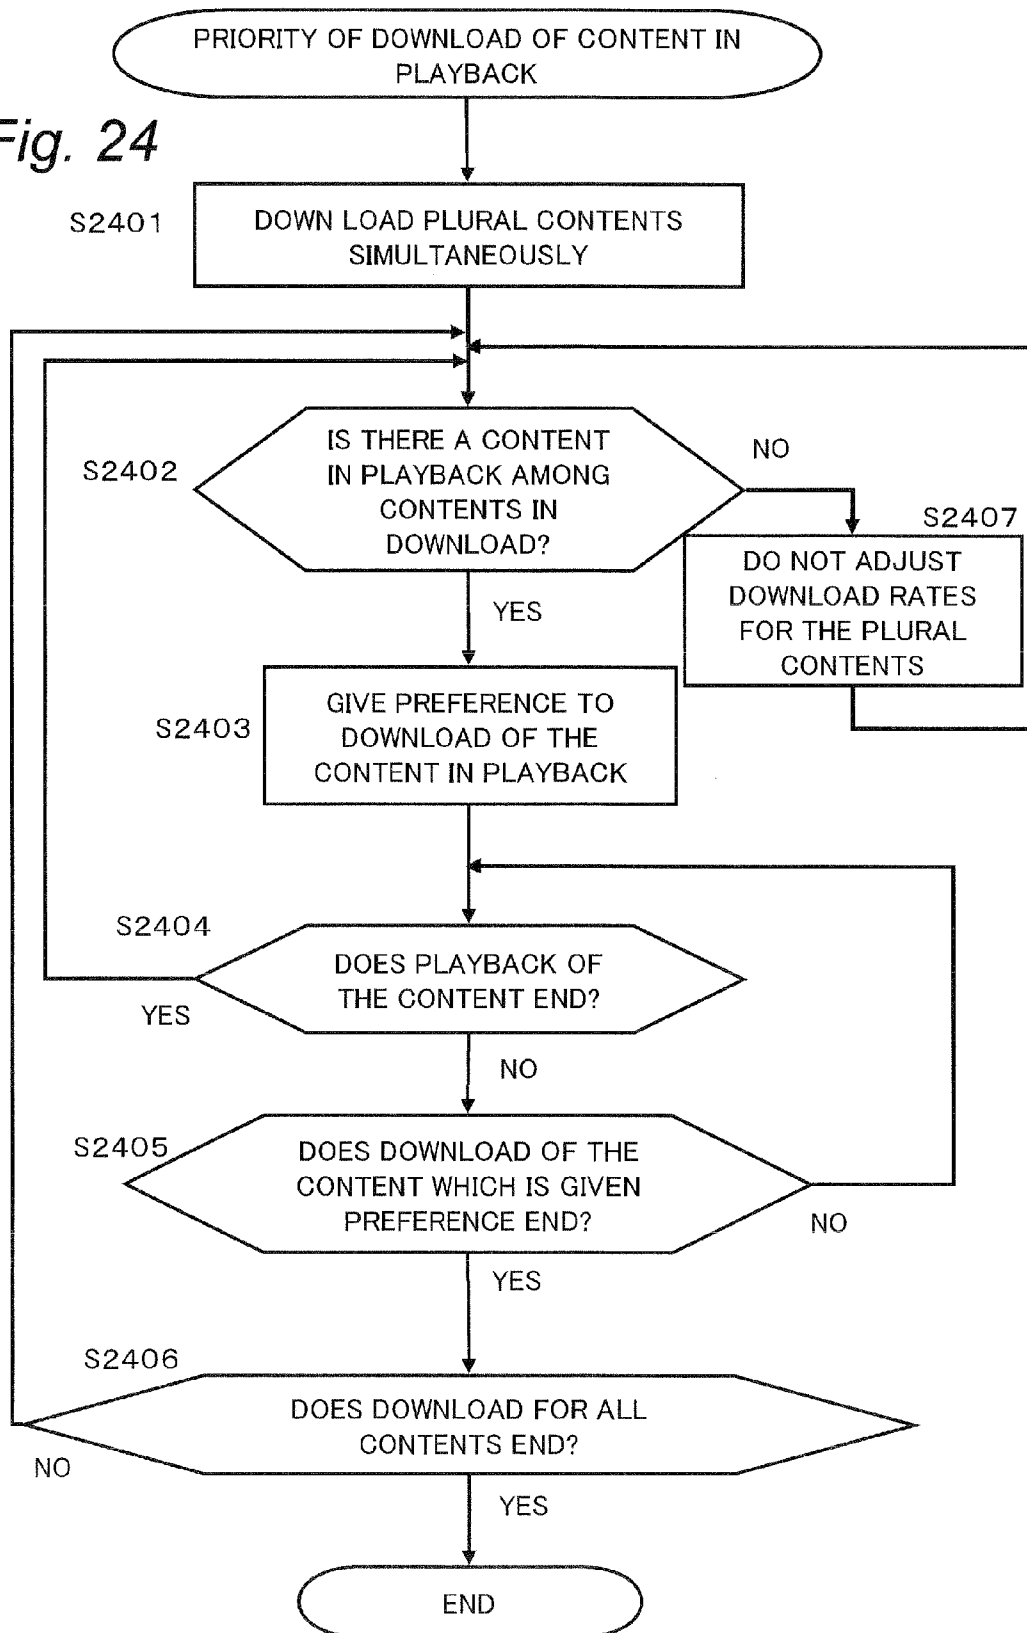 PRIORITY OF DOWNLOAD OF CONTENT IN
PLAYBACK
Fig. 24
S2401
DOWN LOAD PLURAL CONTENTS
SIMULTANEOUSLY
S2402
IS THERE A CONTENT
IN PLAYBACK AMONG
CONTENTS IN
DOWNLOAD?
NO
YES
S2407
DO NOT ADJUST
DOWNLOAD RATES
FOR THE PLURAL
CONTENTS
S2403
GIVE PREFERENCE TO
DOWNLOAD OF THE
CONTENT IN PLAYBACK
S2404
DOES PLAYBACK OF
THE CONTENT END?
YES
NO
S2405
DOES DOWNLOAD OF THE
CONTENT WHICH IS GIVEN
PREFERENCE END?
NO
YES
S2406
DOES DOWNLOAD FOR ALL
CONTENTS END?
NO
YES
END